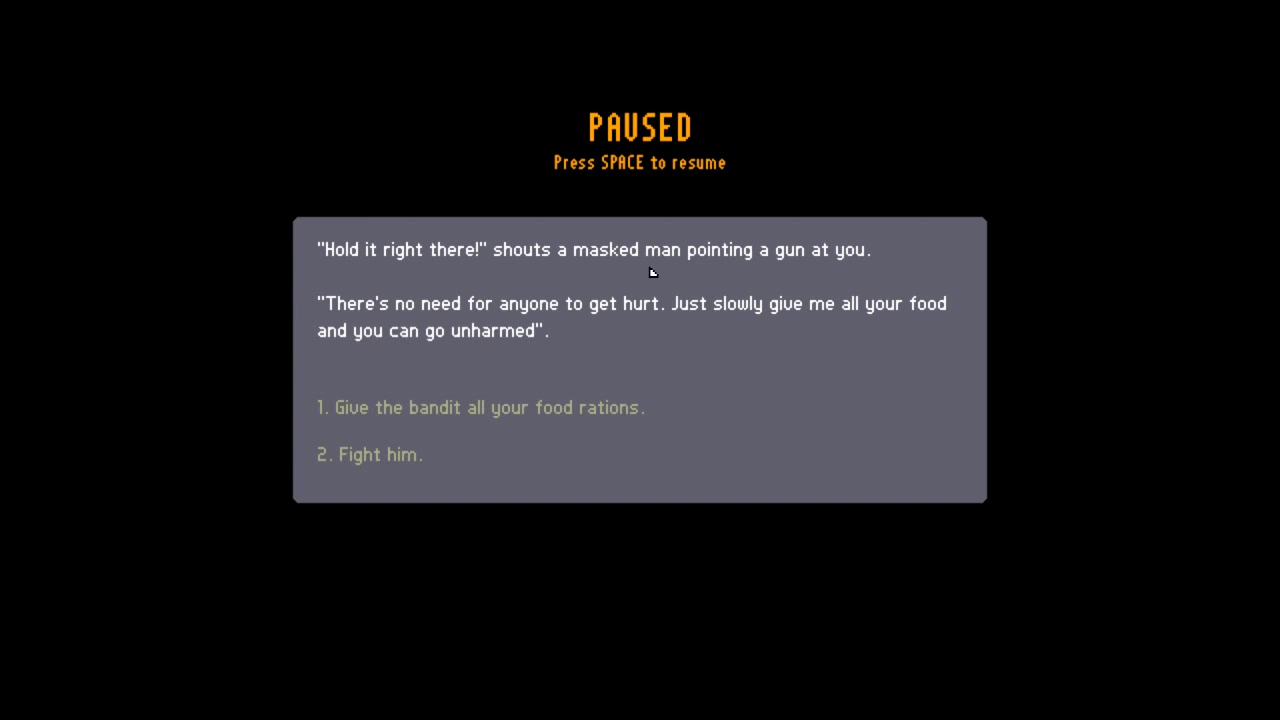 PAUSED
Press SPACE to resume
"Hold it right there!" shouts a masked man pointing a gun at you.
"There's no need for anyone to get hurt. Just slowly give me all your food
and you can go unharmed".
1. Give the bandit all your food rations.
2. Fight him.